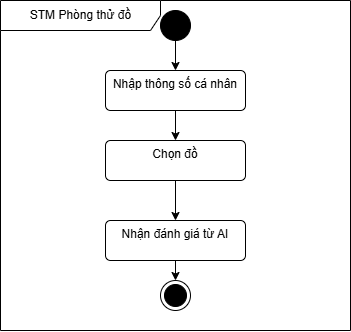 STM Phòng thử đồ
Nhập thông số cá nhân
Chọn đồ
Nhận đánh giá từ AI